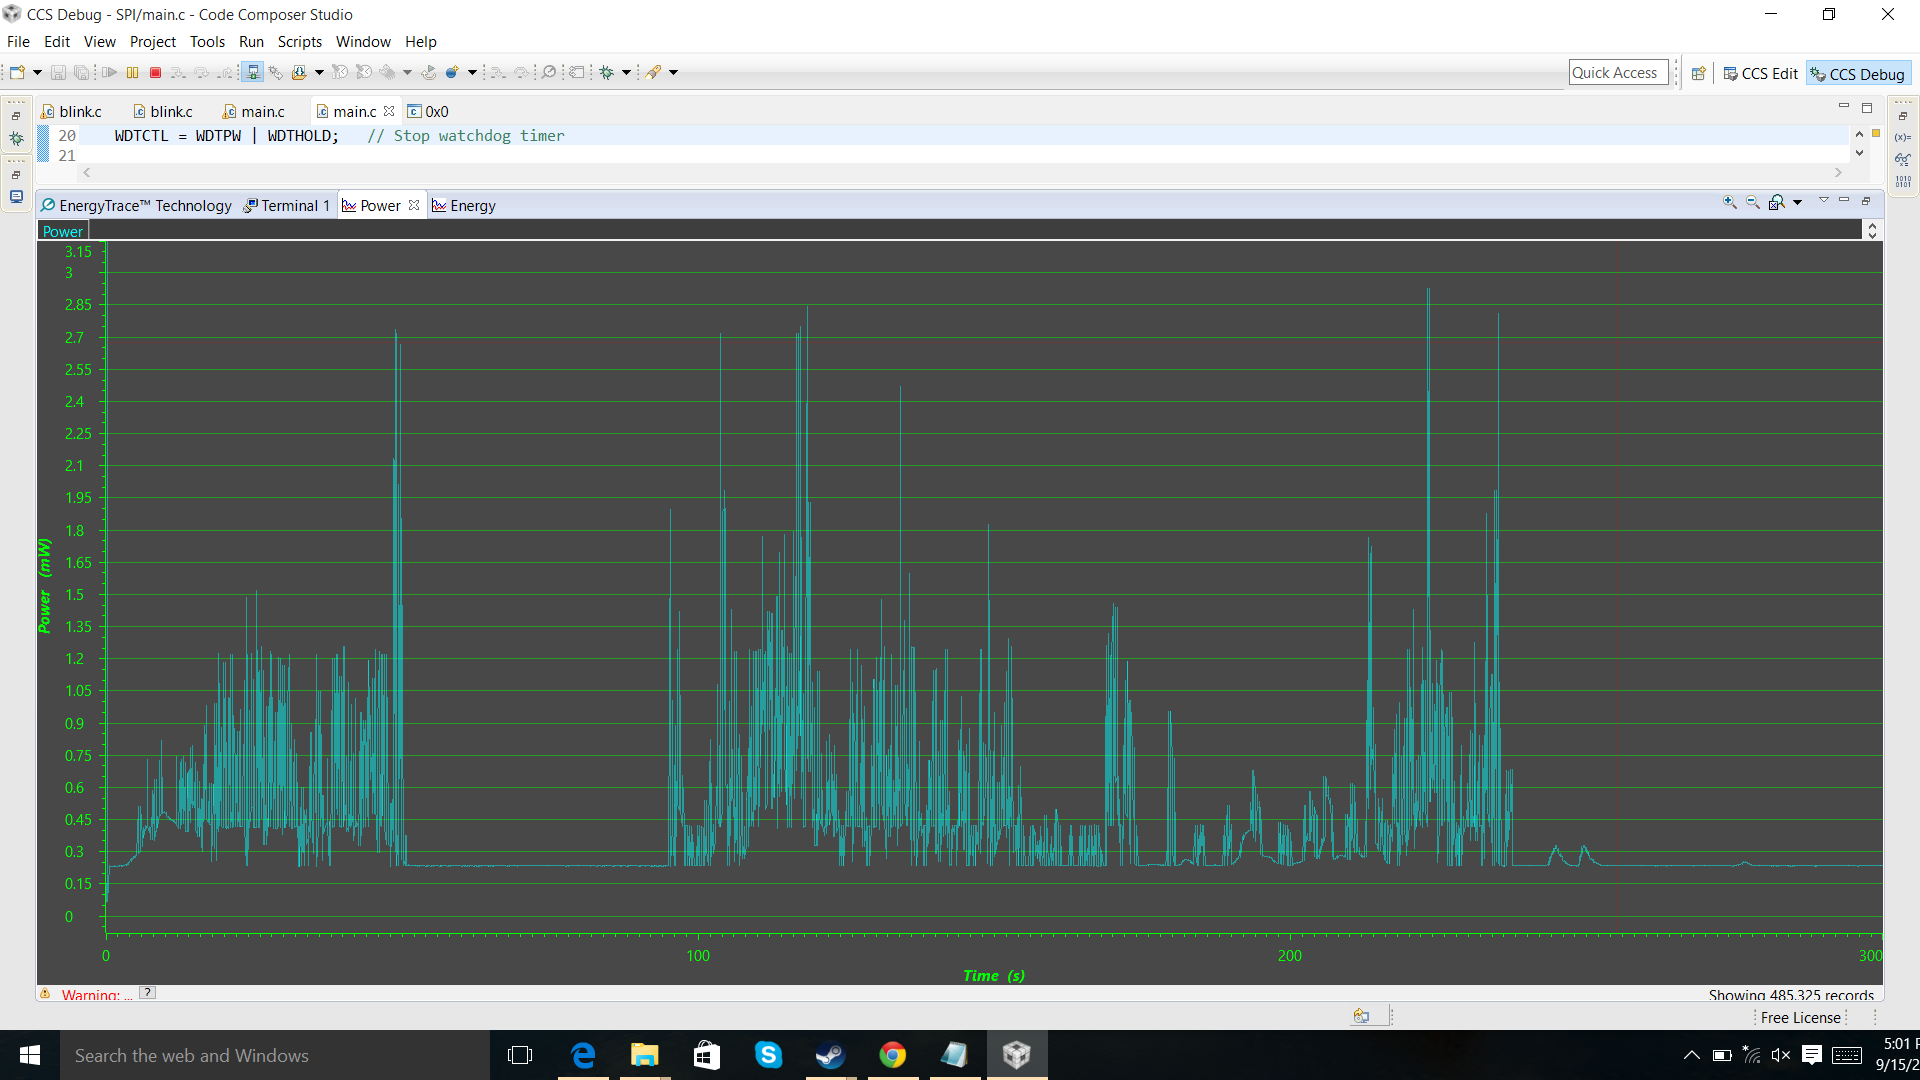 CCS Debug - SPI/main.c - Code Composer Studio
File Edit View Project Tools Run Scripts Window Help
Quick Access CCS Edit CCS Debug
blink.c blink.c main.c main.c 0x0
20 WDTCTL = WDTPW | WDTHOLD; // Stop watchdog timer
21
EnergyTrace™ Technology Terminal 1 Power Energy
Power
3.15
3
2.85
2.7
2.55
2.4
2.25
2.1
1.95
1.8
1.65
1.5
1.35
1.2
1.05
0.9
0.75
0.6
0.45
0.3
0.15
0
Power (mW)
0 100 200 300
Time (s)
Warning: ... ? Showing 485,325 records
Free License
Search the web and Windows
5:01 P
9/15/2